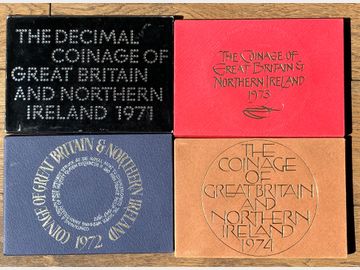 THE DECIMAL
COINAGE OF
GREAT BRITAIN
AND NORTHERN
IRELAND 1971
THE COINAGE OF
GREAT BRITAIN &
NORTHERN IRELAND
1973
COINAGE OF GREAT BRITAIN & NORTHERN IRELAND
1972
THE
COINAGE
OF
GREAT BRITAIN
AND
NORTHERN
IRELAND
1974